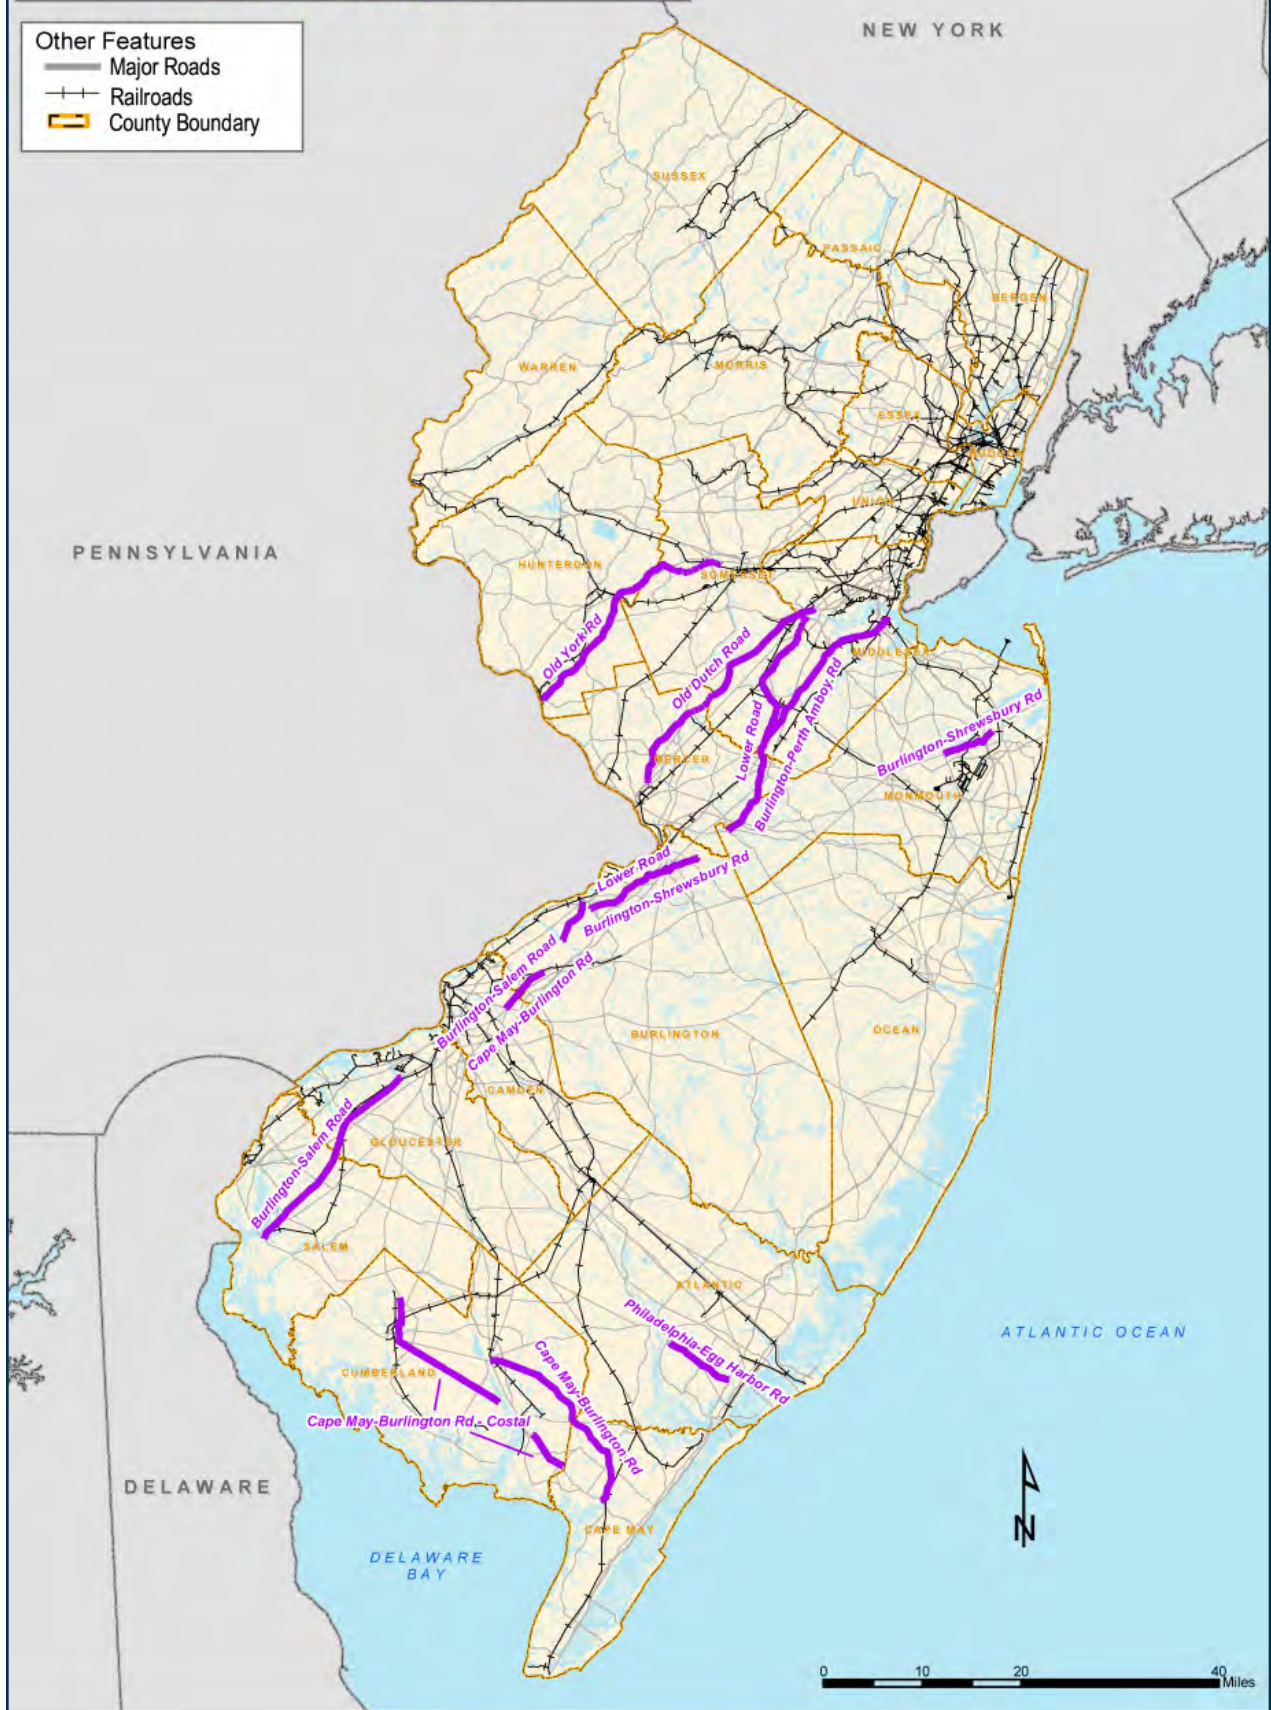 NEW YORK
Other Features
Major Roads
Railroads
County Boundary
SUSSEX
PASSAIC
BERGEN
WARREN
MORRIS
ESSEX
HUDSON
UNION
PENNSYLVANIA
HUNTERDON
SOMERSET
Old York Rd
Old Dutch Road
MIDDLESEX
Lower Road
Burlington-Perth Amboy Rd
Burlington-Shrewsbury Rd
MERCER
MONMOUTH
Lower Road
Burlington-Shrewsbury Rd
Burlington-Salem Road
Cape May-Burlington Rd
BURLINGTON
OCEAN
CAMDEN
Burlington-Salem Road
GLOUCESTER
SALEM
ATLANTIC
Philadelphia-Egg Harbor Rd
ATLANTIC OCEAN
CUMBERLAND
Cape May-Burlington Rd
Cape May-Burlington Rd - Costal
DELAWARE
CAPE MAY
N
DELAWARE
BAY
0 10 20 40
Miles